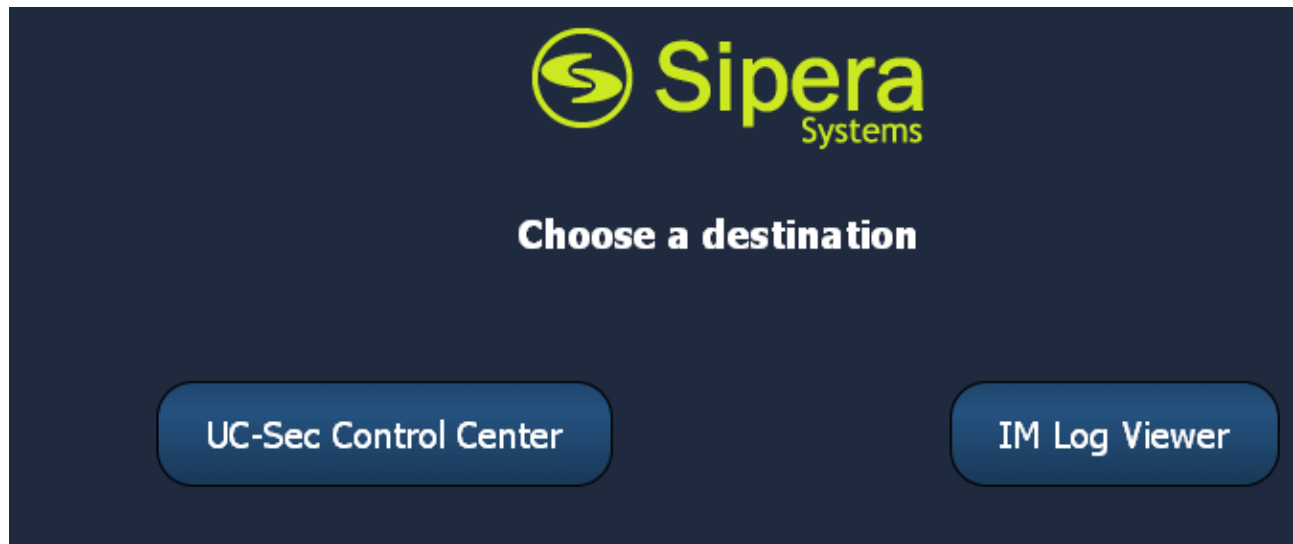 Sipera
Systems
Choose a destination
UC-Sec Control Center
IM Log Viewer